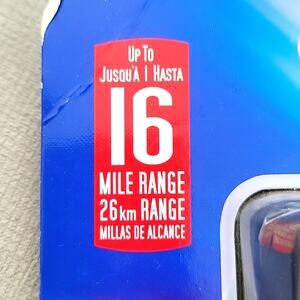 UP TO
JUSQU'À | HASTA
16
MILE RANGE
26km RANGE
MILLAS DE ALCANCE